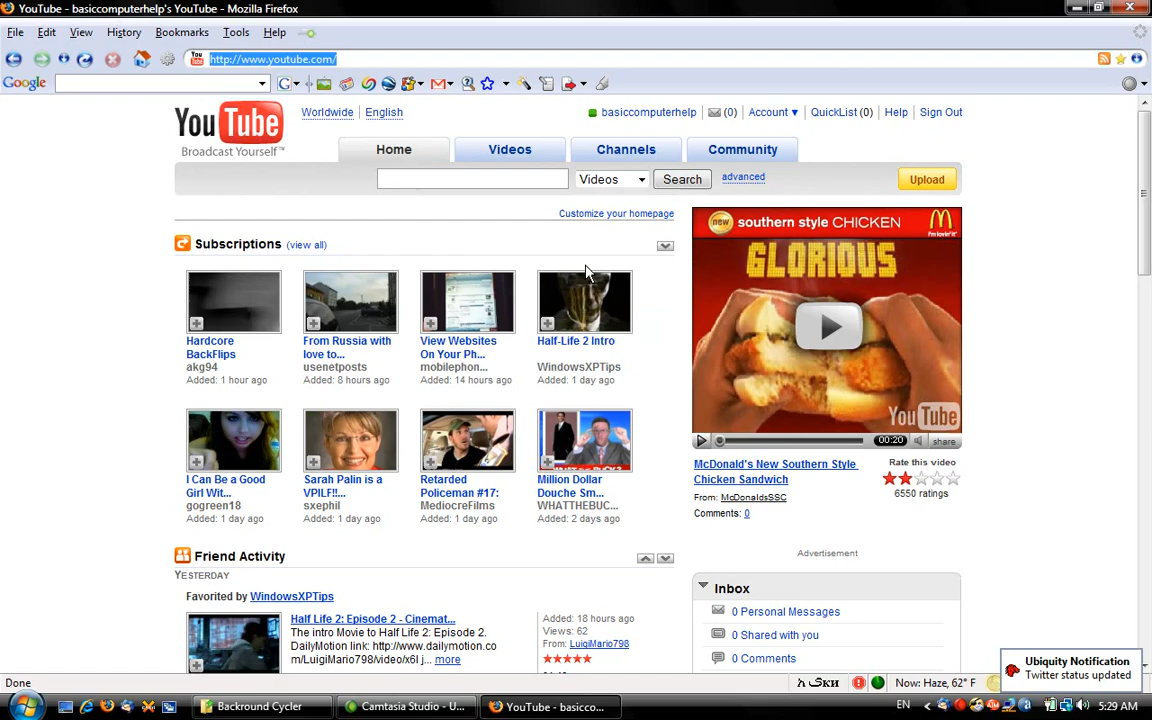 YouTube - basiccomputerhelp's YouTube - Mozilla Firefox
File Edit View History Bookmarks Tools Help
http://www.youtube.com/
Google
YouTube
Broadcast Yourself™
Worldwide English
basiccomputerhelp (0) Account QuickList (0) Help Sign Out
Home Videos Channels Community
Videos Search advanced Upload
Customize your homepage
Subscriptions (view all)
Hardcore
BackFlips
akg94
Added: 1 hour ago
From Russia with
love to...
usenetposts
Added: 8 hours ago
View Websites
On Your Ph...
mobilephon...
Added: 14 hours ago
Half-Life 2 Intro
WindowsXPTips
Added: 1 day ago
I Can Be a Good
Girl Wit...
gogreen18
Added: 1 day ago
Sarah Palin is a
VPILF!!...
sxephil
Added: 1 day ago
Retarded
Policeman #17:
MediocreFilms
Added: 1 day ago
Million Dollar
Douche Sm...
WHATTHEBUC...
Added: 2 days ago
new southern style CHICKEN
i'm lovin' it
GLORIOUS
YouTube
00:20 share
McDonald's New Southern Style
Chicken Sandwich
From: McDonaldsSSC
Comments: 0
Rate this video
6550 ratings
Advertisement
Friend Activity
YESTERDAY
Favorited by WindowsXPTips
Half Life 2: Episode 2 - Cinemat...
The intro Movie to Half Life 2: Episode 2.
DailyMotion link: http://www.dailymotion.co
m/LuigiMario798/video/x6l j... more
Added: 18 hours ago
Views: 62
From: LuigiMario798
Inbox
0 Personal Messages
0 Shared with you
0 Comments
Ubiquity Notification
Twitter status updated
Done
Now: Haze, 62° F
Backround Cycler
Camtasia Studio - U...
YouTube - basicco...
EN
5:29 AM